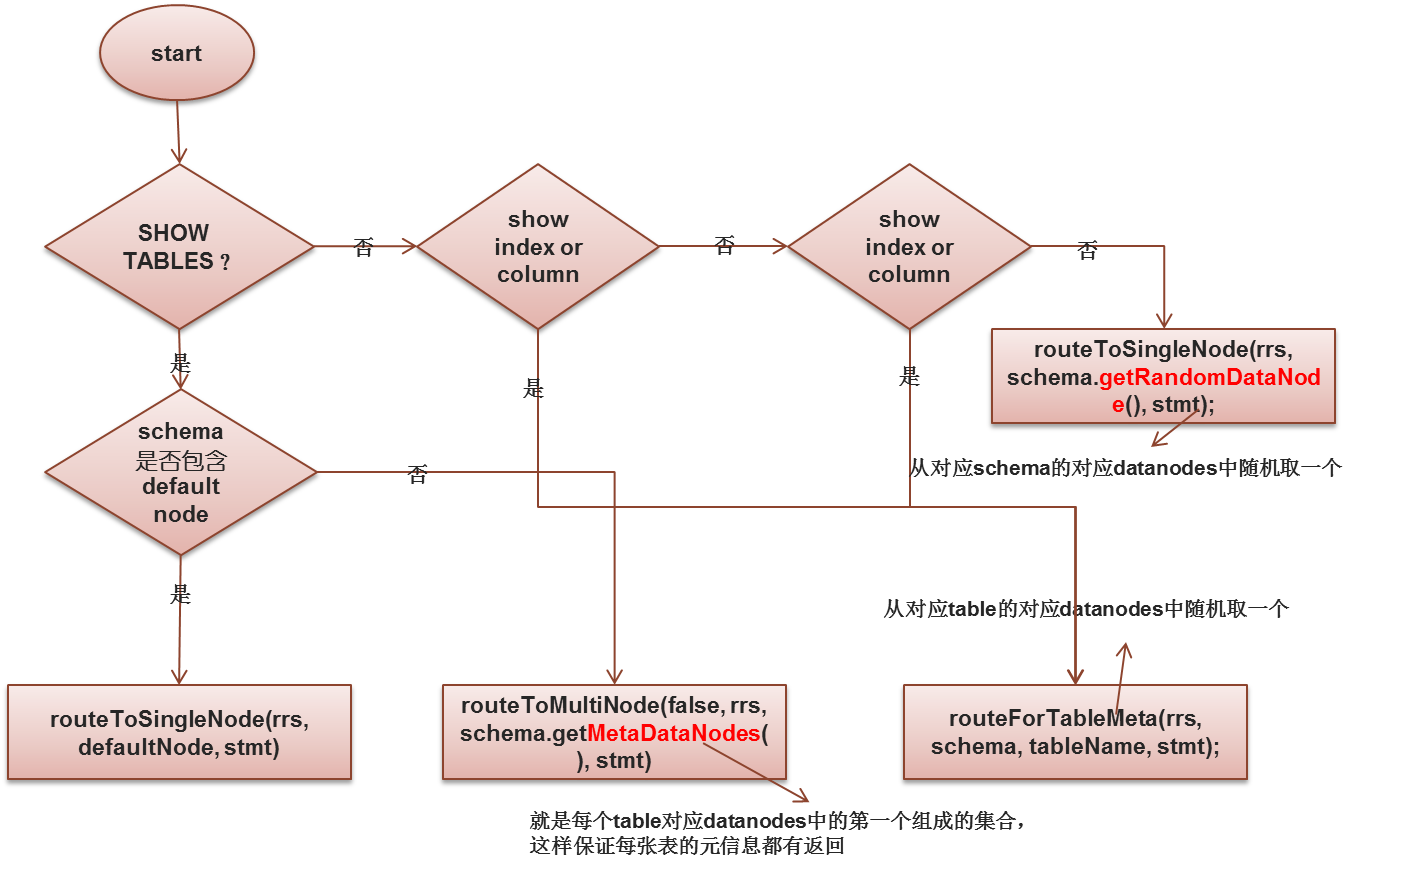 start
SHOW
TABLES ?
否
show
index or
column
否
show
index or
column
否
routeToSingleNode(rrs,
schema.getRandomDataNod
e(), stmt);
从对应schema的对应datanodes中随机取一个
是
是
是
schema
是否包含
default
node
否
是
从对应table的对应datanodes中随机取一个
routeToSingleNode(rrs,
defaultNode, stmt)
routeToMultiNode(false, rrs,
schema.getMetaDataNodes(
), stmt)
routeForTableMeta(rrs,
schema, tableName, stmt);
就是每个table对应datanodes中的第一个组成的集合，
这样保证每张表的元信息都有返回